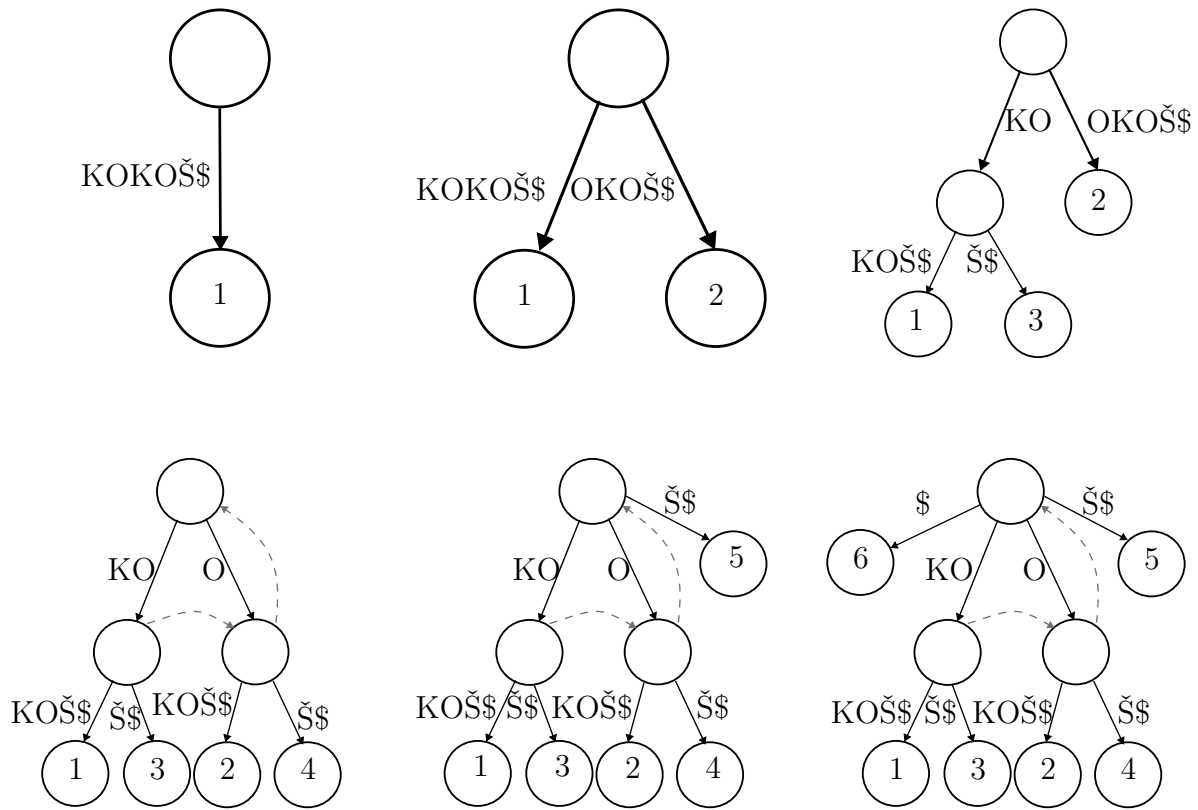 KOKOŠ$
1
KOKOŠ$ OKOŠ$
1 2
KO OKOŠ$
2
KOŠ$ Š$
1 3
KO O
KOŠ$ Š$ KOŠ$ Š$
1 3 2 4
Š$
5
KO O
KOŠ$ Š$ KOŠ$ Š$
1 3 2 4
$ Š$
6 5
KO O
KOŠ$ Š$ KOŠ$ Š$
1 3 2 4